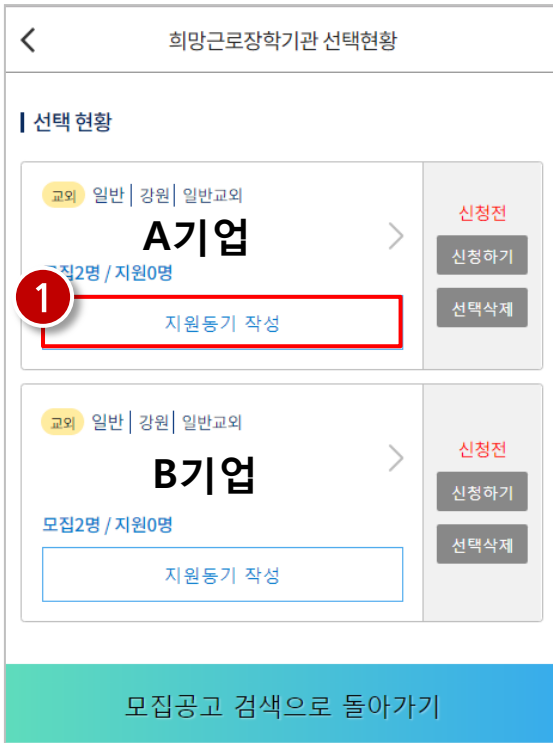 희망근로장학기관 선택현황
선택 현황
교외 일반 강원 일반교외
A기업
모집2명 / 지원0명
1
지원동기 작성
신청전
신청하기
선택삭제
교외 일반 강원 일반교외
B기업
모집2명 / 지원0명
지원동기 작성
신청전
신청하기
선택삭제
모집공고 검색으로 돌아가기